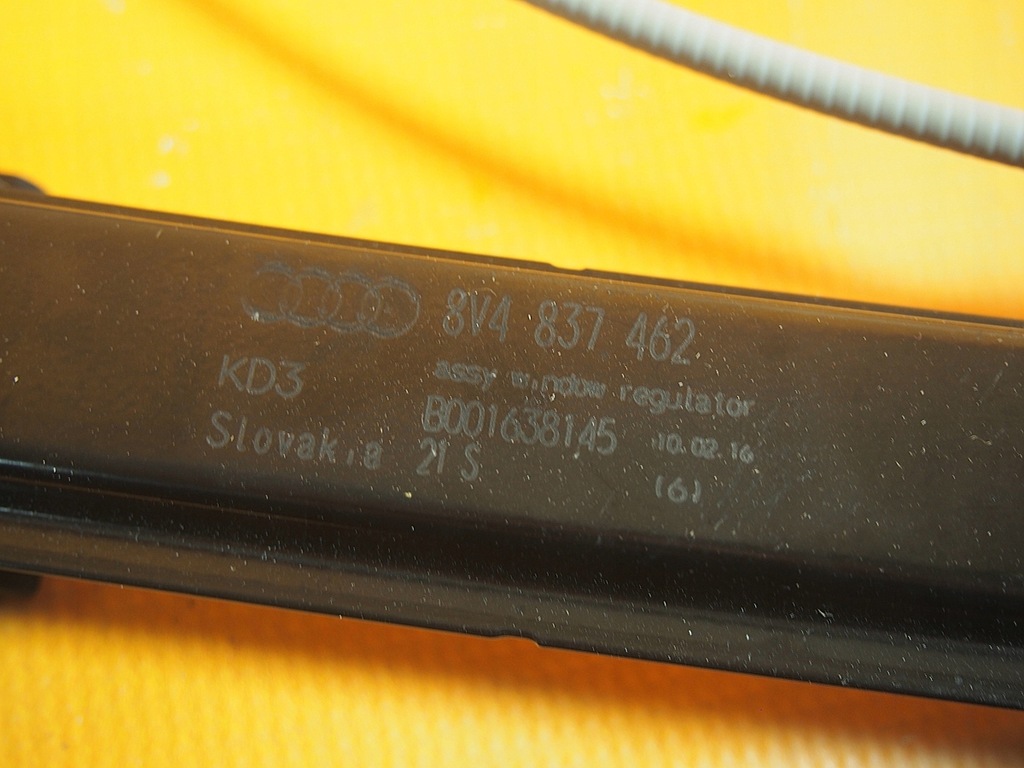 8V4 837 462
KD3
assy window regulator
B001638145 10.02.16
Slovakia 21 S (6)